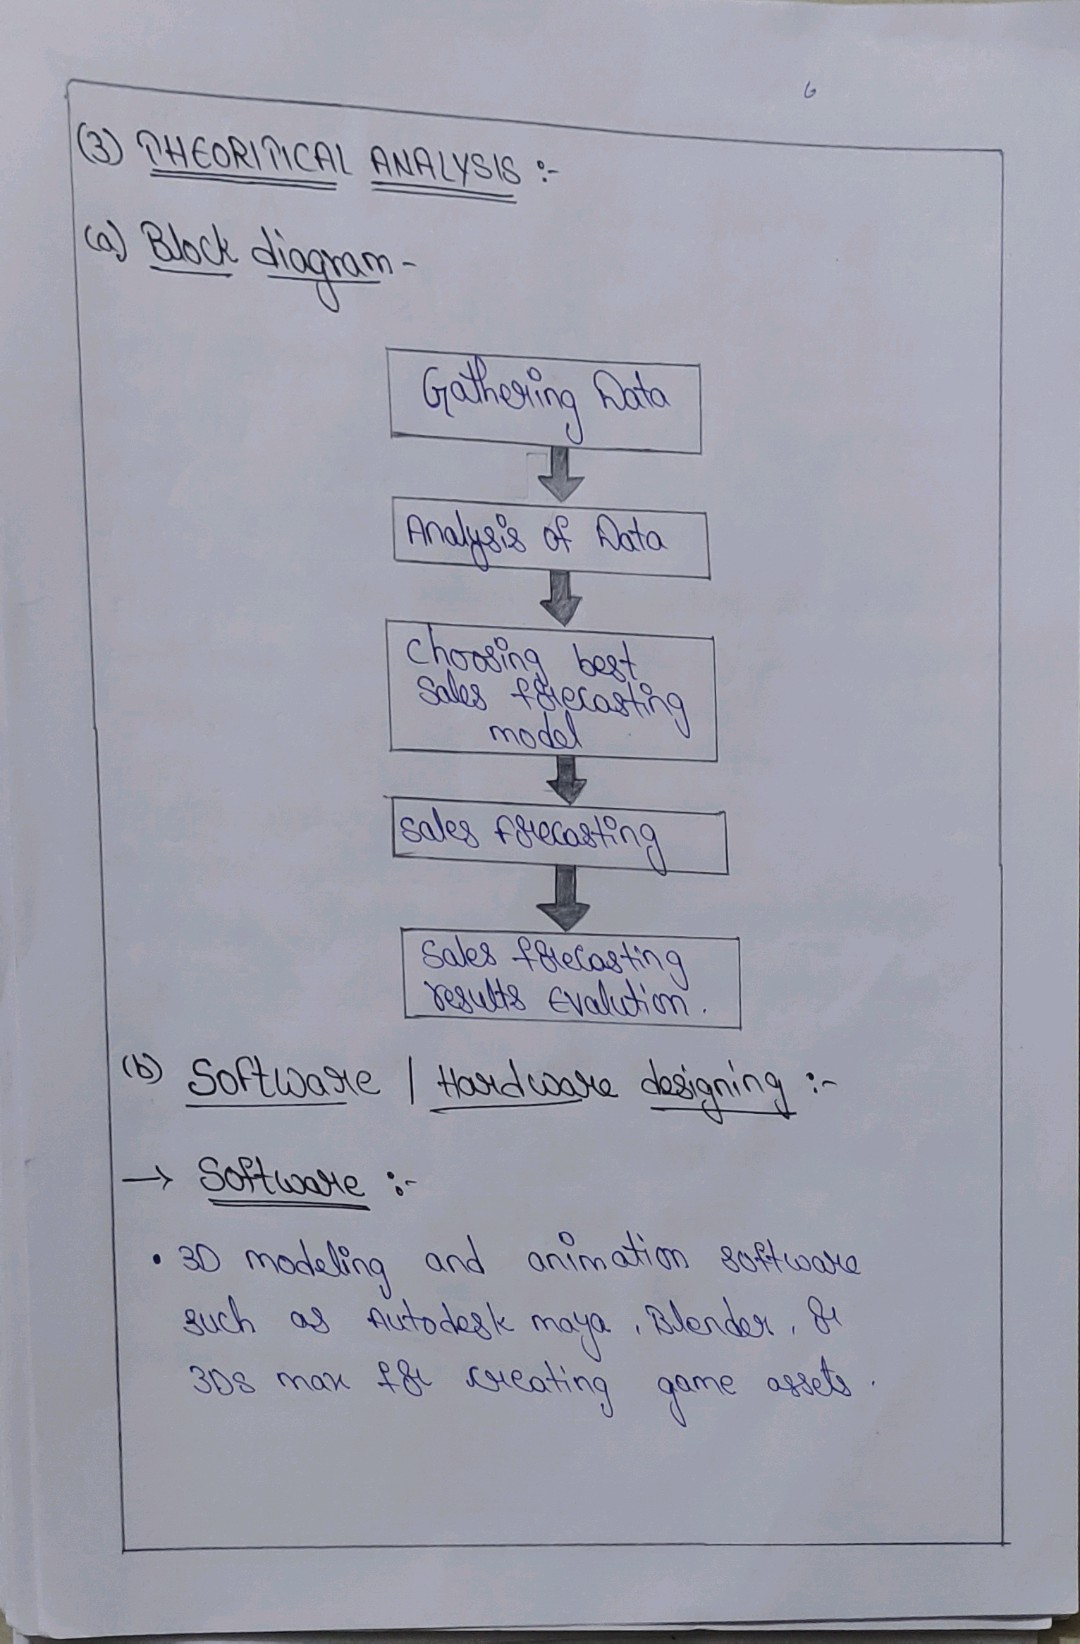 6
(3) THEORITICAL ANALYSIS :-
(a) Block diagram -
Gathering Data
Analysis of Data
Choosing best
sales forecasting
model
sales forecasting
Sales forecasting
results Evalution.
(b) Software / Hardware designing :-
→ Software :-
• 3D modeling and animation software
such as Autodesk maya, Blender, or
3DS max for creating game assets.